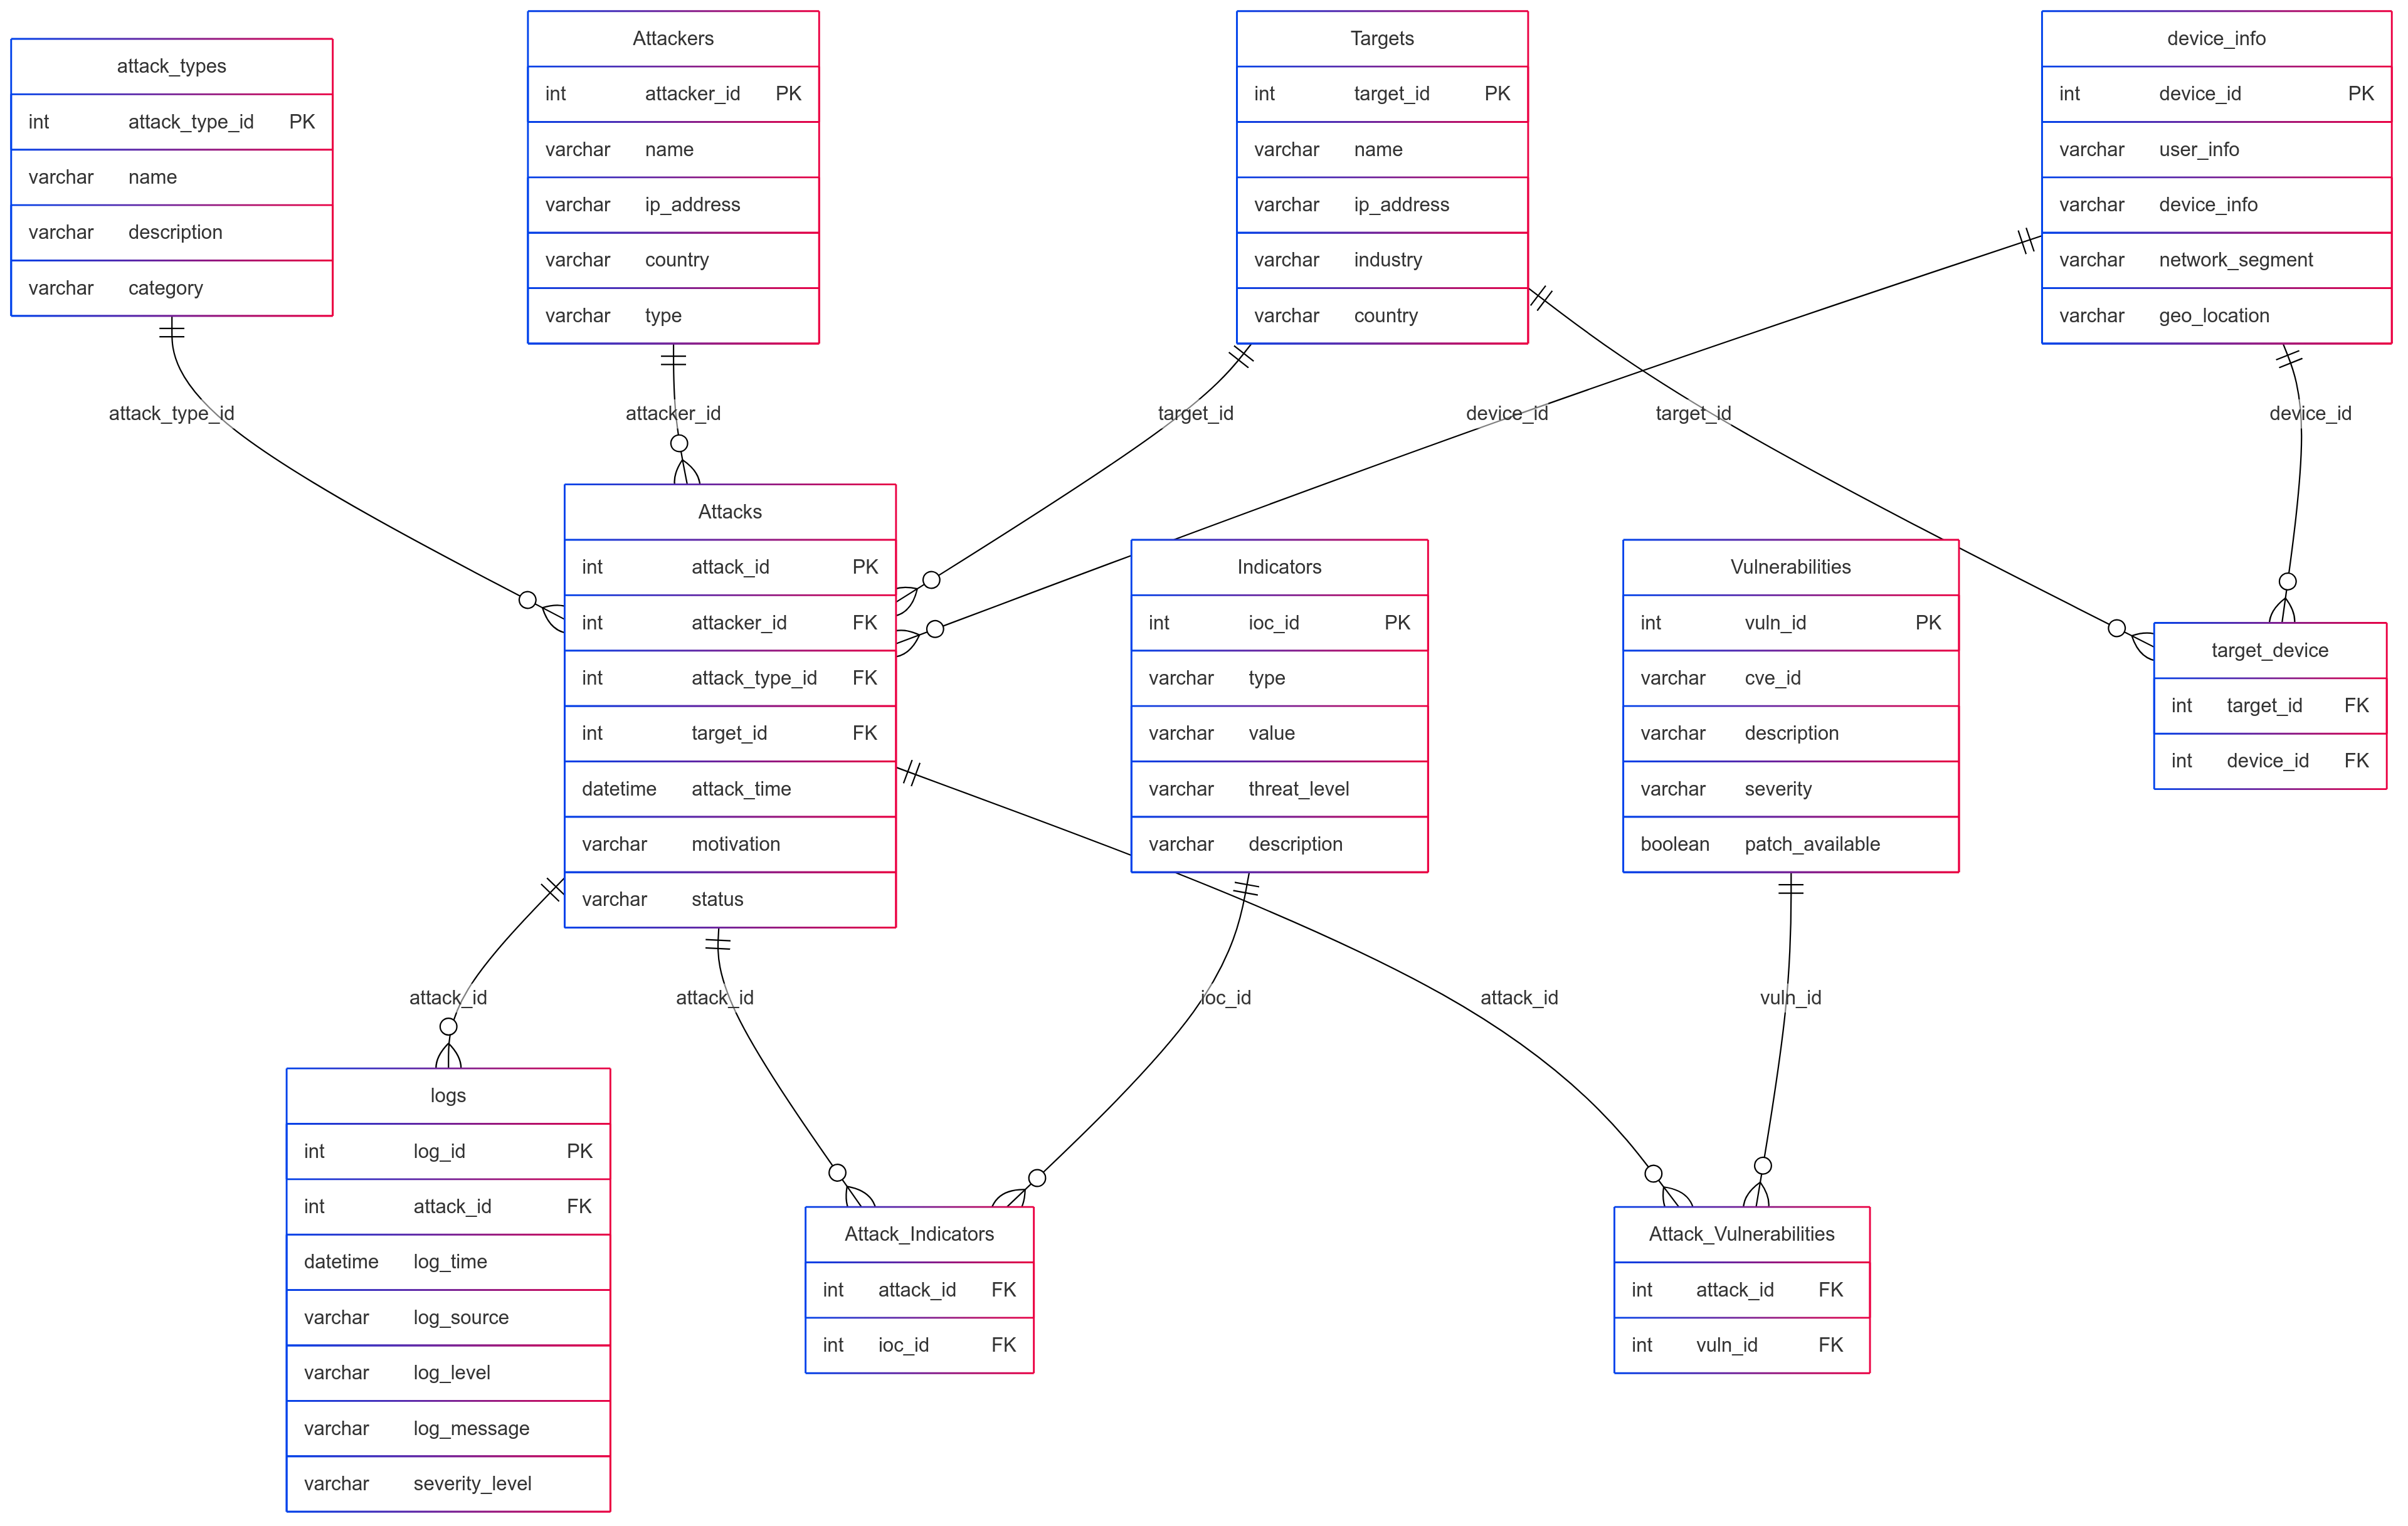 attack_types
int attack_type_id PK
varchar name
varchar description
varchar category
Attackers
int attacker_id PK
varchar name
varchar ip_address
varchar country
varchar type
Targets
int target_id PK
varchar name
varchar ip_address
varchar industry
varchar country
device_info
int device_id PK
varchar user_info
varchar device_info
varchar network_segment
varchar geo_location
attack_type_id
attacker_id
target_id
device_id
target_id
device_id
Attacks
int attack_id PK
int attacker_id FK
int attack_type_id FK
int target_id FK
datetime attack_time
varchar motivation
varchar status
Indicators
int ioc_id PK
varchar type
varchar value
varchar threat_level
varchar description
Vulnerabilities
int vuln_id PK
varchar cve_id
varchar description
varchar severity
boolean patch_available
target_device
int target_id FK
int device_id FK
attack_id
attack_id
ioc_id
attack_id
vuln_id
logs
int log_id PK
int attack_id FK
datetime log_time
varchar log_source
varchar log_level
varchar log_message
varchar severity_level
Attack_Indicators
int attack_id FK
int ioc_id FK
Attack_Vulnerabilities
int attack_id FK
int vuln_id FK